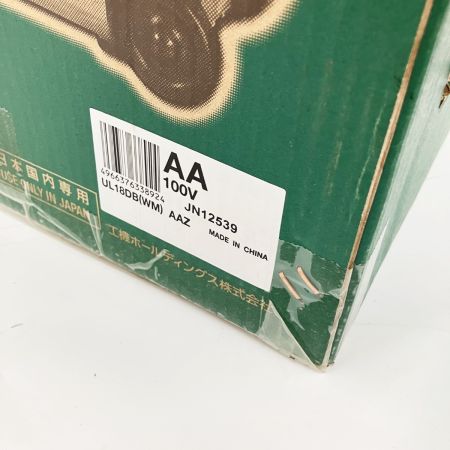 AA
100V
4966376338924
JN12539
UL18DB(WM) AAZ
MADE IN CHINA
日本国内専用
USE ONLY IN JAPAN
工機ホールディングス株式会社